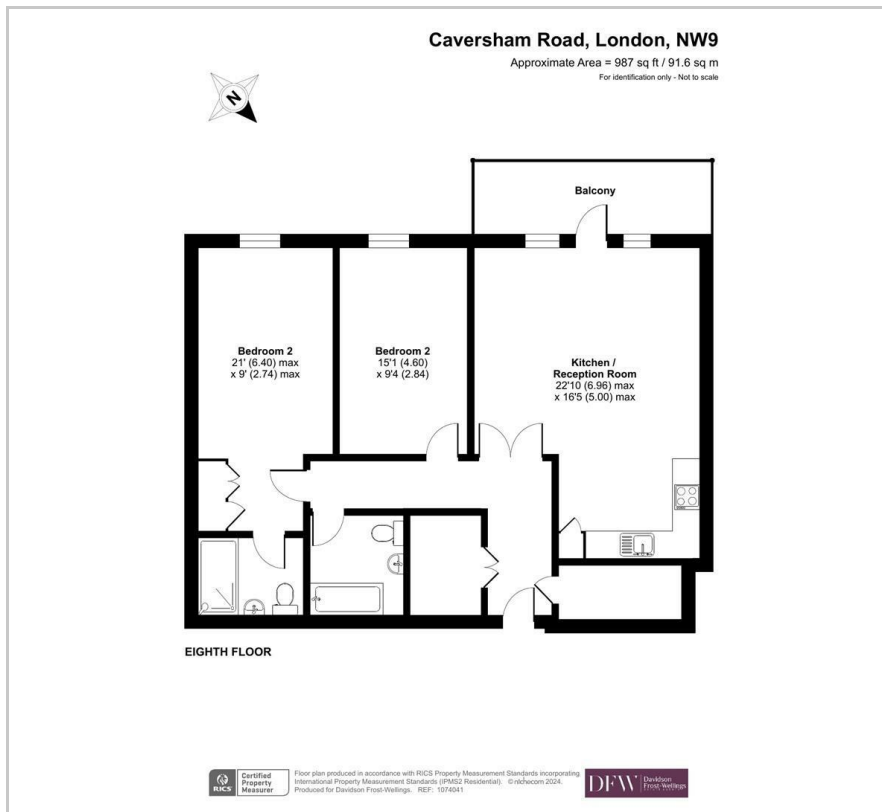 Caversham Road, London, NW9
Approximate Area = 987 sq ft / 91.6 sq m
For identification only - Not to scale
N
Balcony
Bedroom 2
21' (6.40) max
x 9' (2.74) max
Bedroom 2
15'1 (4.60)
x 9'4 (2.84)
Kitchen /
Reception Room
22'10 (6.96) max
x 16'5 (5.00) max
EIGHTH FLOOR
RICS
Certified
Property
Measurer
Floor plan produced in accordance with RICS Property Measurement Standards incorporating
International Property Measurement Standards (IPMS2 Residential). © nichecom 2024.
Produced for Davidson Frost-Wellings. REF: 1074041
DFW
Davidson
Frost-Wellings